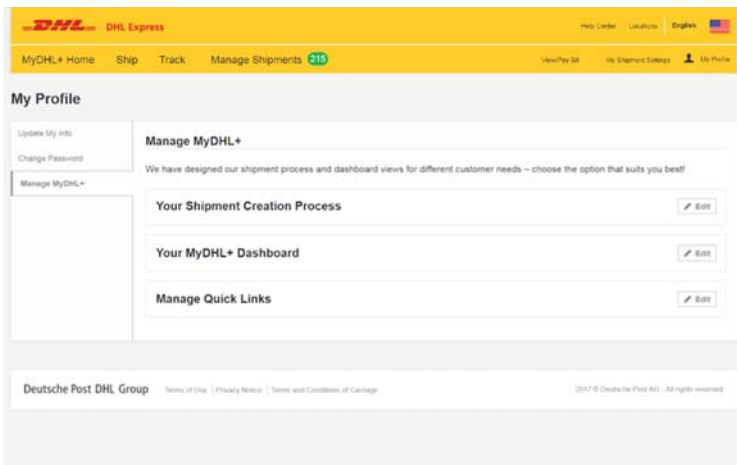 DHL DHL Express
Help Center Locations English
MyDHL+ Home Ship Track Manage Shipments 215 View/Pay Bill My Shipment Settings My Profile
My Profile
Update My Info
Change Password
Manage MyDHL+
Manage MyDHL+
We have designed our shipment process and dashboard views for different customer needs – choose the option that suits you best!
Your Shipment Creation Process Edit
Your MyDHL+ Dashboard Edit
Manage Quick Links Edit
Deutsche Post DHL Group Terms of Use Privacy Notice Terms and Conditions of Carriage 2017 © Deutsche Post AG - All rights reserved